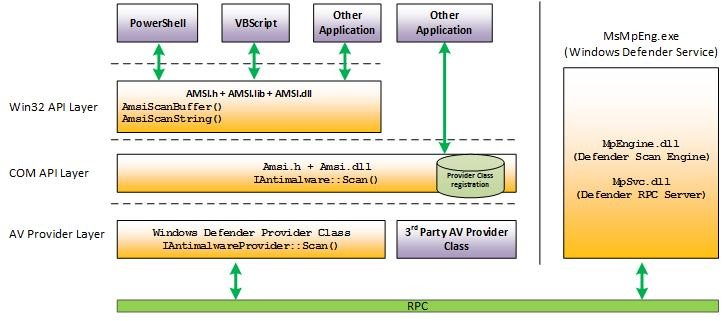 PowerShell
VBScript
Other
Application
Other
Application
MsMpEng.exe
(Windows Defender Service)
Win32 API Layer
AMSI.h + AMSI.lib + AMSI.dll
AmsiScanBuffer()
AmsiScanString()
MpEngine.dll
(Defender Scan Engine)
MpSvc.dll
(Defender RPC Server)
COM API Layer
Amsi.h + Amsi.dll
IAntimalware::Scan()
Provider Class
registration
AV Provider Layer
Windows Defender Provider Class
IAntimalwareProvider::Scan()
3rd Party AV Provider
Class
RPC